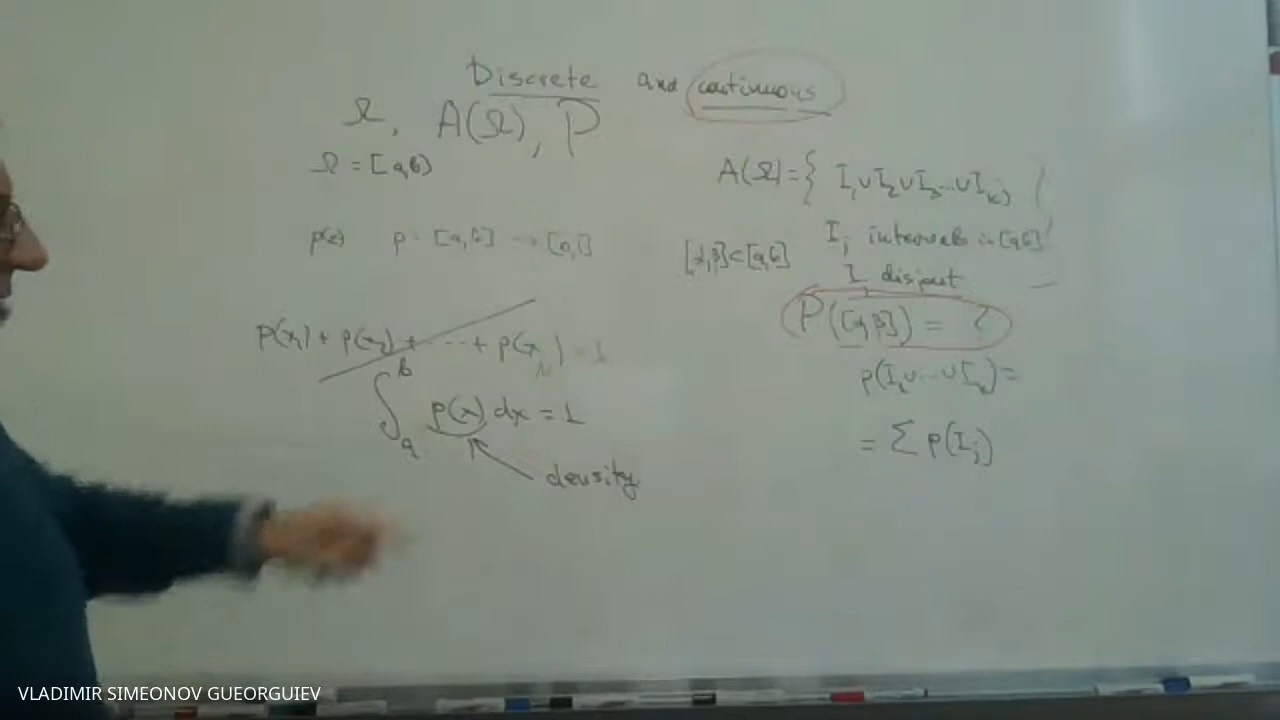 Discrete and continuous
Ω, A(Ω), P
Ω = [a,b]
A(Ω) = { I₁∪I₂∪I₃...∪Iₖ, }
p(x) p : [a,b] → [0,1]
I_j intervals in [a,b]
[α,β]⊂[a,b]
I_j disjoint
P([α,β]) = ?
p(x₁) + p(x₂) + ... + p(x_N) = 1
p(I₁∪...∪Iₖ) =
∫_a^b p(x) dx = 1
= Σ p(I_j)
density
VLADIMIR SIMEONOV GUEORGUIEV